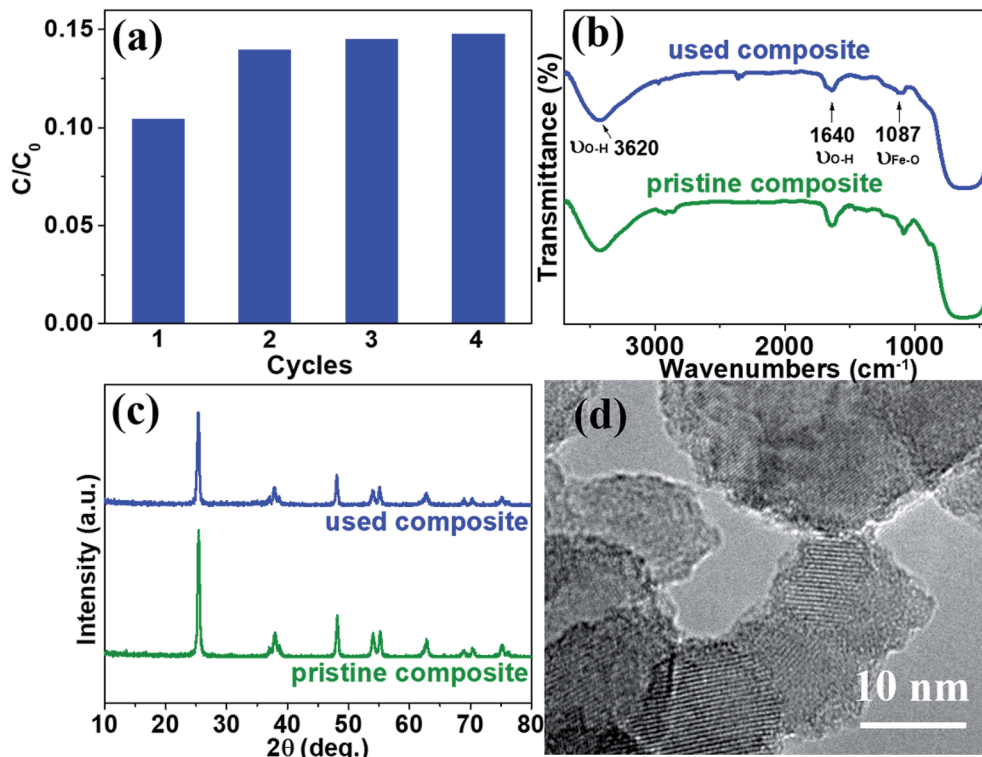 (a)
0.15
0.10
0.05
0.00
C/C0
1 2 3 4
Cycles
(b)
used composite
υO-H 3620
1640
υO-H
1087
υFe-O
pristine composite
Transmittance (%)
3000 2000 1000
Wavenumbers (cm-1)
(c)
used composite
pristine composite
Intensity (a.u.)
10 20 30 40 50 60 70 80
2θ (deg.)
(d)
10 nm